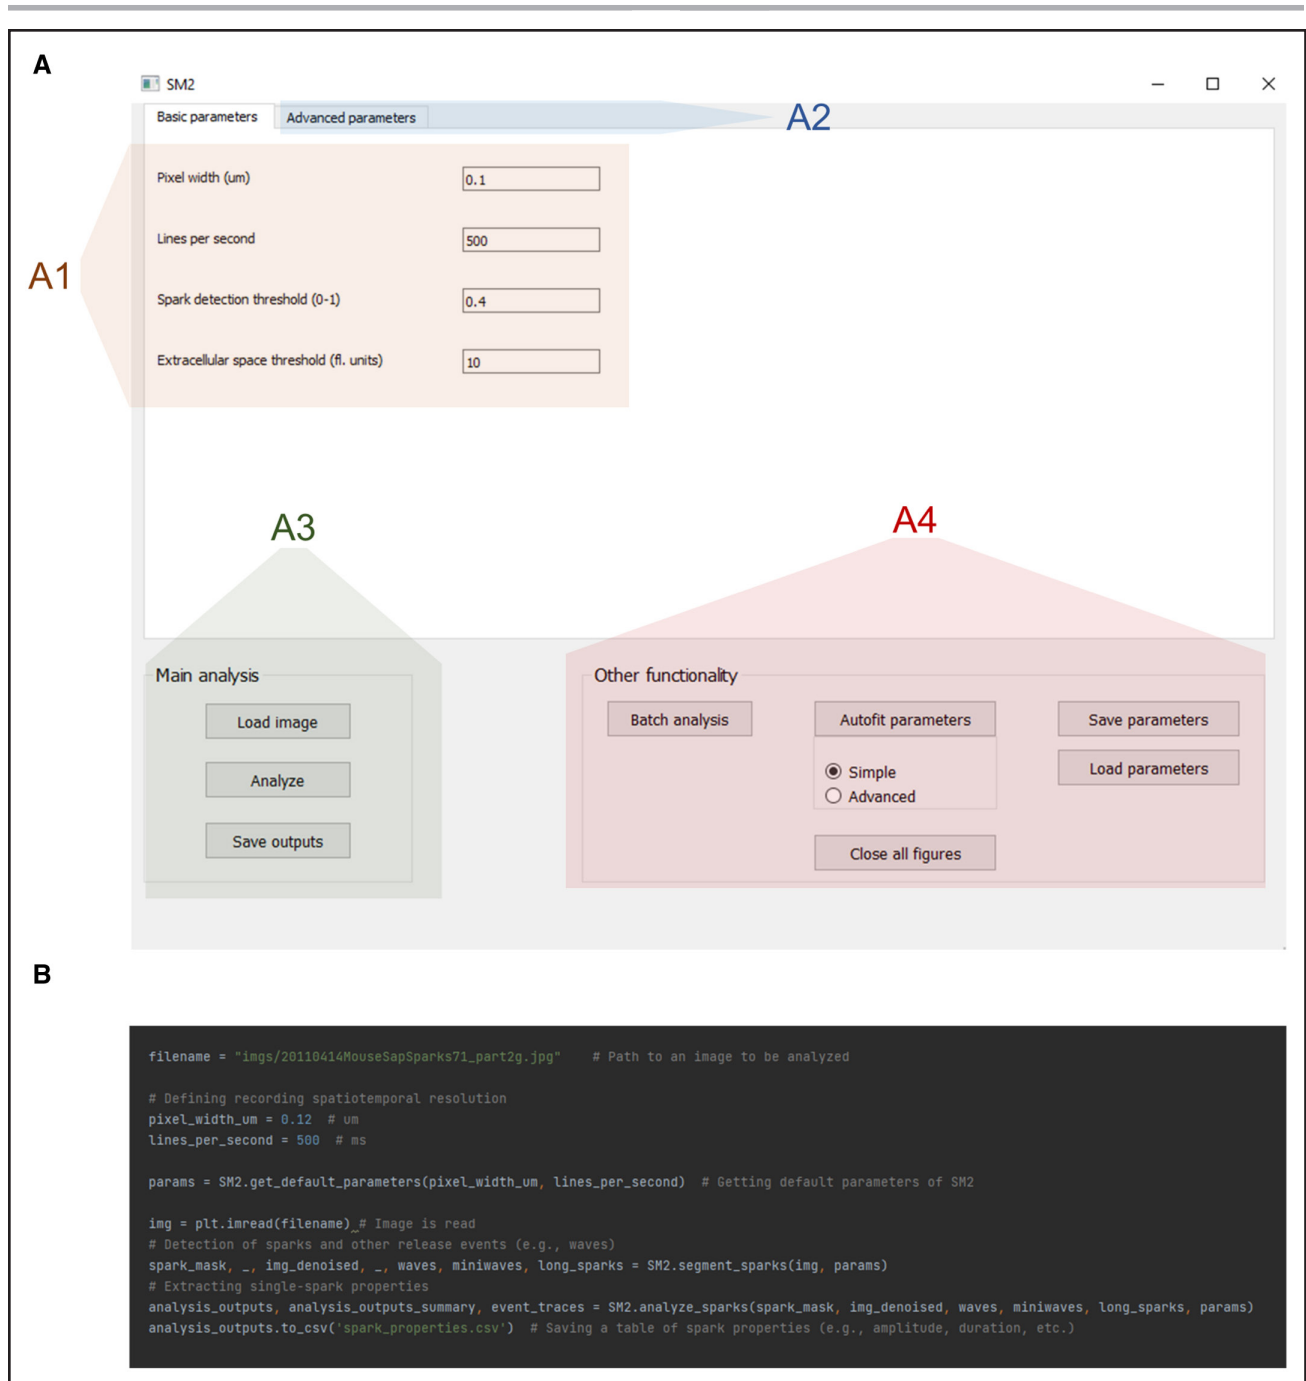 A
SM2
Basic parameters
Advanced parameters
A2
A1
Pixel width (um)
0.1
Lines per second
500
Spark detection threshold (0-1)
0.4
Extracellular space threshold (fl. units)
10
A3
A4
Main analysis
Load image
Analyze
Save outputs
Other functionality
Batch analysis
Autofit parameters
Simple
Advanced
Close all figures
Save parameters
Load parameters
B
filename = "imgs/20110414MouseSapSparks71_part2g.jpg" # Path to an image to be analyzed
# Defining recording spatiotemporal resolution
pixel_width_um = 0.12 # um
lines_per_second = 500 # ms
params = SM2.get_default_parameters(pixel_width_um, lines_per_second) # Getting default parameters of SM2
img = plt.imread(filename) # Image is read
# Detection of sparks and other release events (e.g., waves)
spark_mask, _, img_denoised, _, waves, miniwaves, long_sparks = SM2.segment_sparks(img, params)
# Extracting single-spark properties
analysis_outputs, analysis_outputs_summary, event_traces = SM2.analyze_sparks(spark_mask, img_denoised, waves, miniwaves, long_sparks, params)
analysis_outputs.to_csv('spark_properties.csv') # Saving a table of spark properties (e.g., amplitude, duration, etc.)